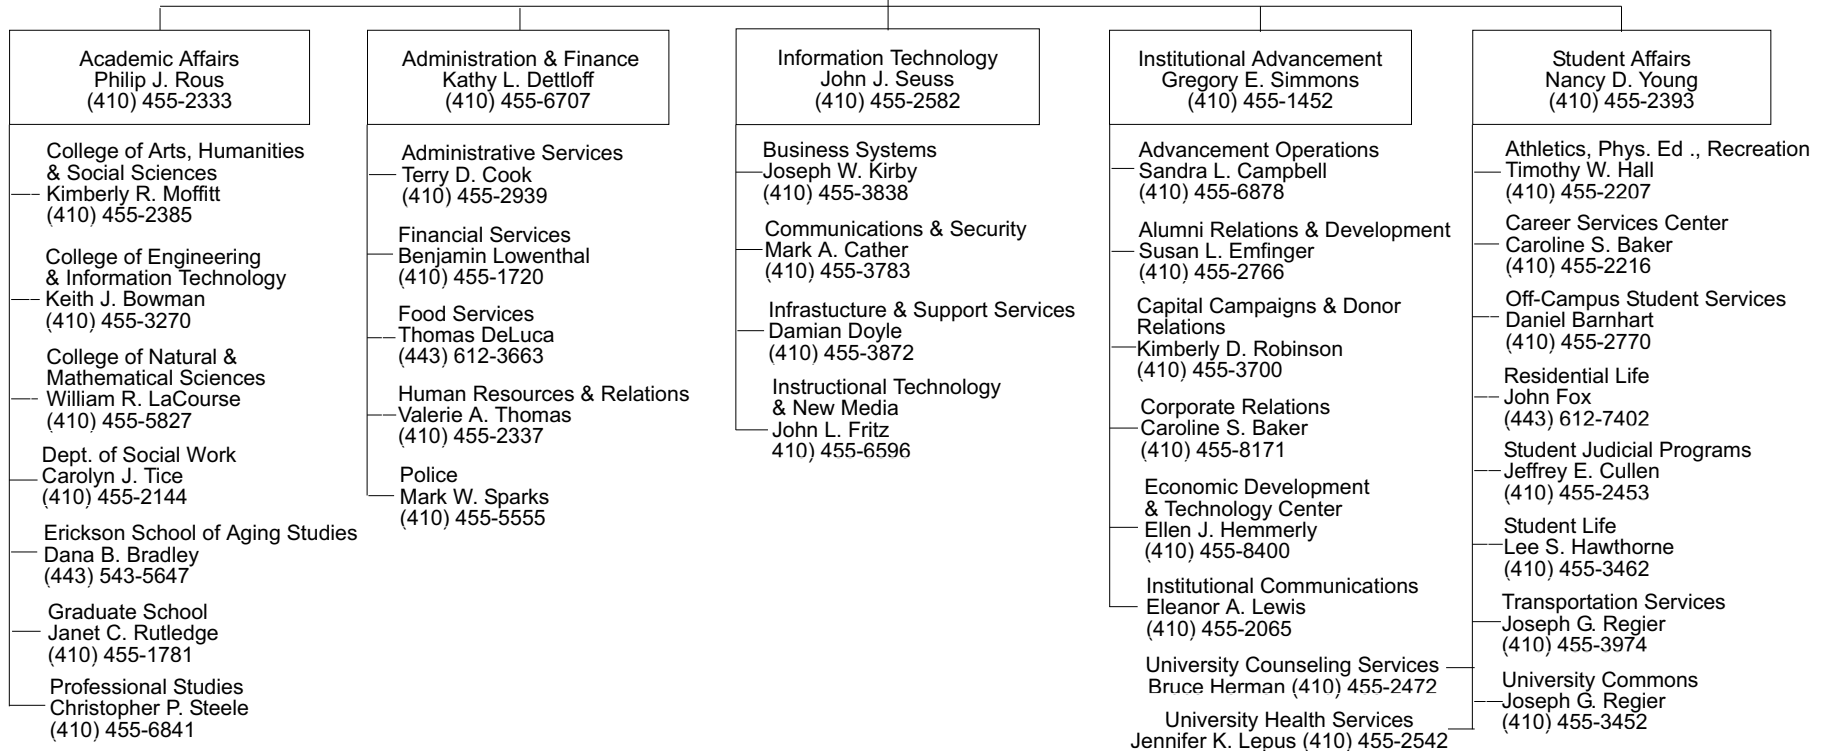 Academic Affairs
Philip J. Rous
(410) 455-2333
College of Arts, Humanities
& Social Sciences
Kimberly R. Moffitt
(410) 455-2385
College of Engineering
& Information Technology
Keith J. Bowman
(410) 455-3270
College of Natural &
Mathematical Sciences
William R. LaCourse
(410) 455-5827
Dept. of Social Work
Carolyn J. Tice
(410) 455-2144
Erickson School of Aging Studies
Dana B. Bradley
(443) 543-5647
Graduate School
Janet C. Rutledge
(410) 455-1781
Professional Studies
Christopher P. Steele
(410) 455-6841
Administration & Finance
Kathy L. Dettloff
(410) 455-6707
Administrative Services
Terry D. Cook
(410) 455-2939
Financial Services
Benjamin Lowenthal
(410) 455-1720
Food Services
Thomas DeLuca
(443) 612-3663
Human Resources & Relations
Valerie A. Thomas
(410) 455-2337
Police
Mark W. Sparks
(410) 455-5555
Information Technology
John J. Seuss
(410) 455-2582
Business Systems
Joseph W. Kirby
(410) 455-3838
Communications & Security
Mark A. Cather
(410) 455-3783
Infrastucture & Support Services
Damian Doyle
(410) 455-3872
Instructional Technology
& New Media
John L. Fritz
410) 455-6596
Institutional Advancement
Gregory E. Simmons
(410) 455-1452
Advancement Operations
Sandra L. Campbell
(410) 455-6878
Alumni Relations & Development
Susan L. Emfinger
(410) 455-2766
Capital Campaigns & Donor
Relations
Kimberly D. Robinson
(410) 455-3700
Corporate Relations
Caroline S. Baker
(410) 455-8171
Economic Development
& Technology Center
Ellen J. Hemmerly
(410) 455-8400
Institutional Communications
Eleanor A. Lewis
(410) 455-2065
University Counseling Services
Bruce Herman (410) 455-2472
University Health Services
Jennifer K. Lepus (410) 455-2542
Student Affairs
Nancy D. Young
(410) 455-2393
Athletics, Phys. Ed ., Recreation
Timothy W. Hall
(410) 455-2207
Career Services Center
Caroline S. Baker
(410) 455-2216
Off-Campus Student Services
Daniel Barnhart
(410) 455-2770
Residential Life
John Fox
(443) 612-7402
Student Judicial Programs
Jeffrey E. Cullen
(410) 455-2453
Student Life
Lee S. Hawthorne
(410) 455-3462
Transportation Services
Joseph G. Regier
(410) 455-3974
University Commons
Joseph G. Regier
(410) 455-3452